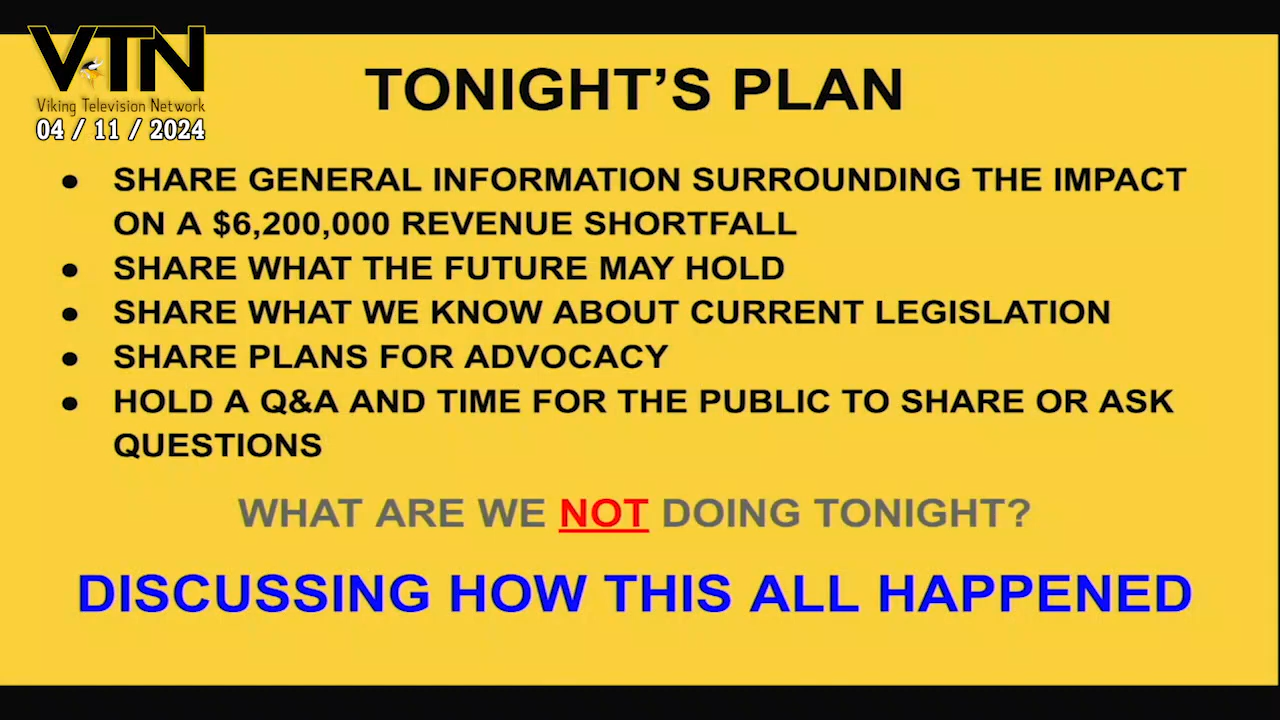 VTN
Viking Television Network
04 / 11 / 2024
TONIGHT'S PLAN
● SHARE GENERAL INFORMATION SURROUNDING THE IMPACT
ON A $6,200,000 REVENUE SHORTFALL
● SHARE WHAT THE FUTURE MAY HOLD
● SHARE WHAT WE KNOW ABOUT CURRENT LEGISLATION
● SHARE PLANS FOR ADVOCACY
● HOLD A Q&A AND TIME FOR THE PUBLIC TO SHARE OR ASK
QUESTIONS
WHAT ARE WE NOT DOING TONIGHT?
DISCUSSING HOW THIS ALL HAPPENED